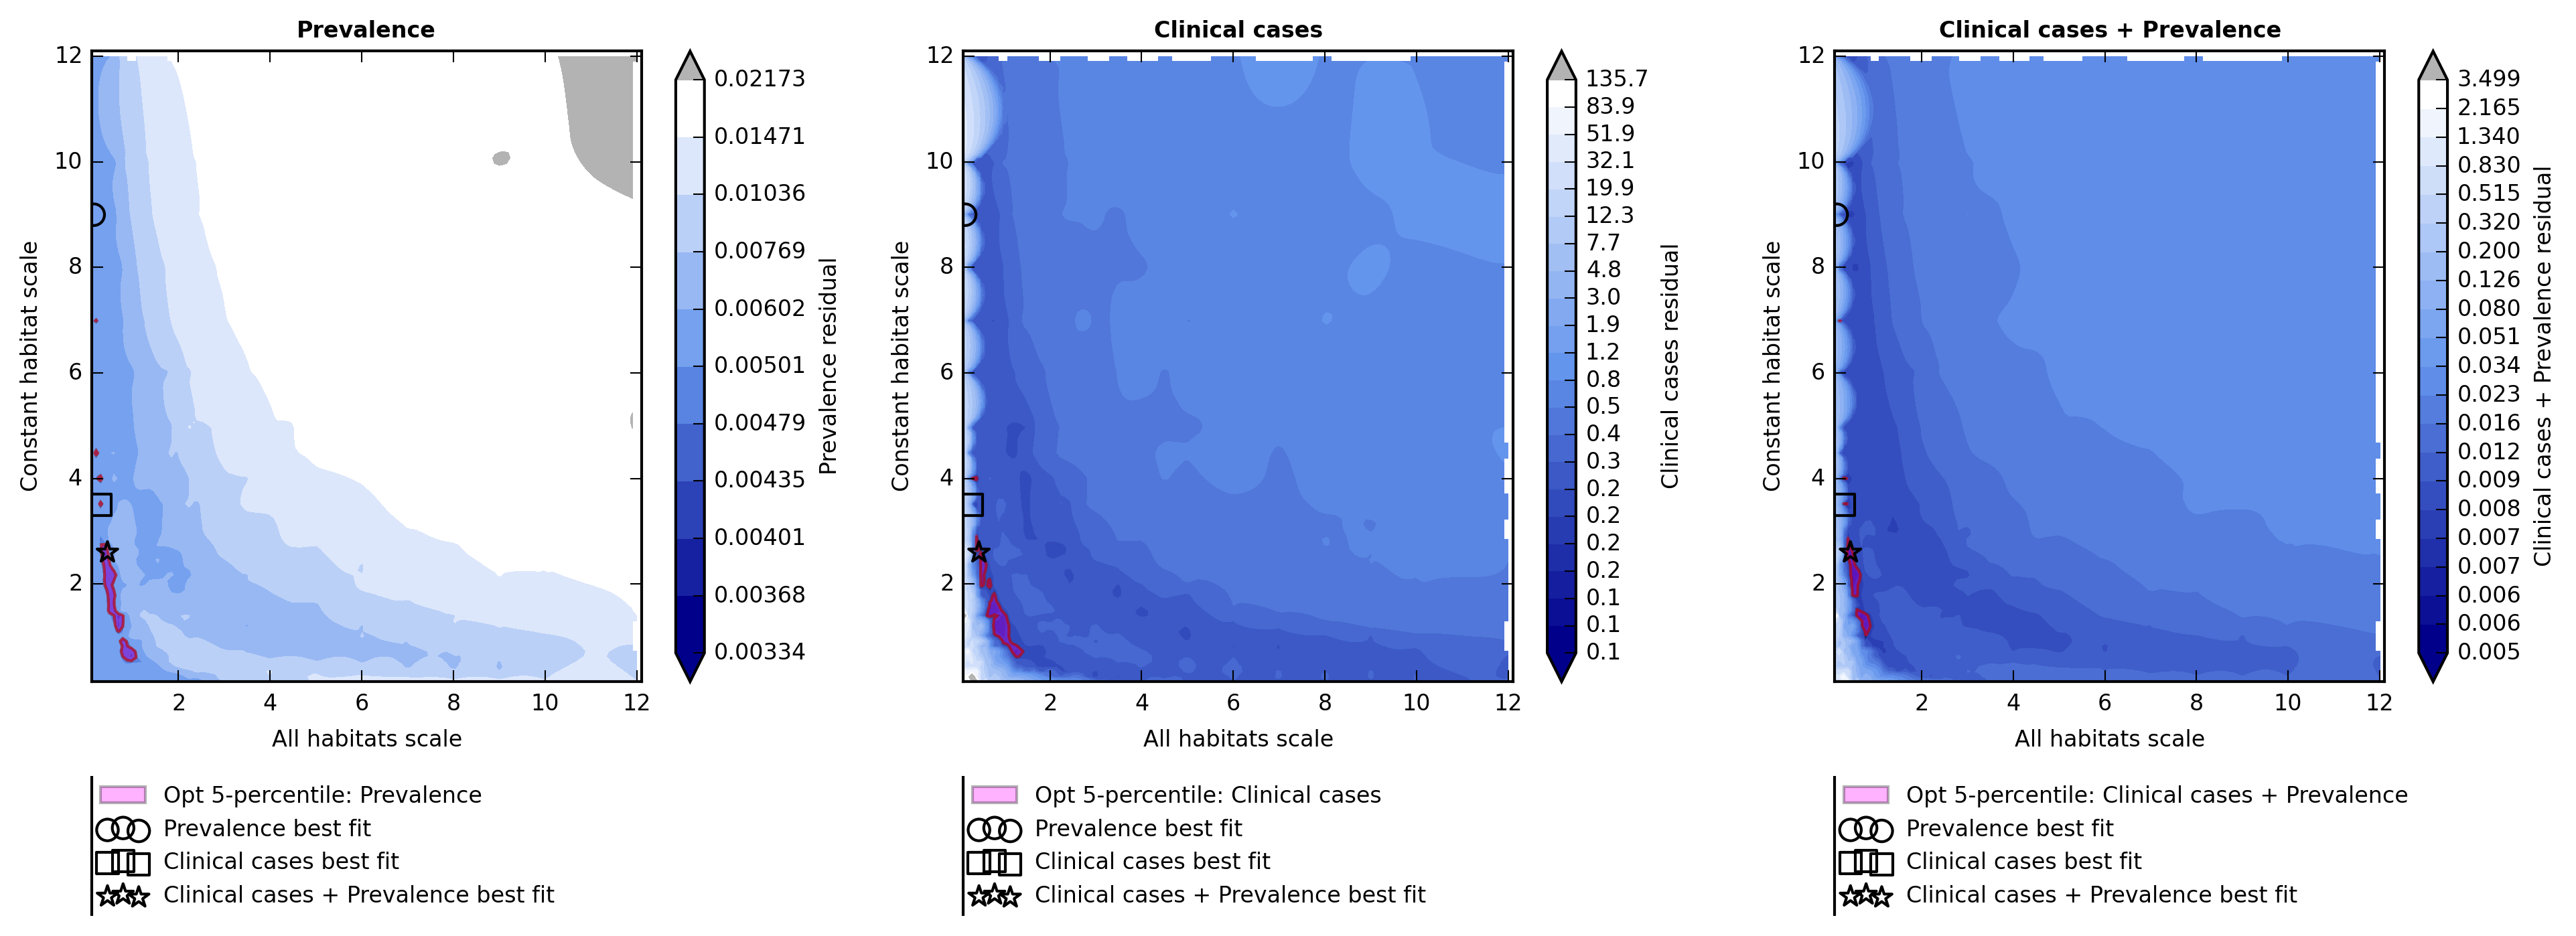 Prevalence
12
10
8
6
4
2
2 4 6 8 10 12
Constant habitat scale
All habitats scale
0.02173
0.01471
0.01036
0.00769
0.00602
0.00501
0.00479
0.00435
0.00401
0.00368
0.00334
Prevalence residual
Opt 5-percentile: Prevalence
Prevalence best fit
Clinical cases best fit
Clinical cases + Prevalence best fit
Clinical cases
12
10
8
6
4
2
2 4 6 8 10 12
Constant habitat scale
All habitats scale
135.7
83.9
51.9
32.1
19.9
12.3
7.7
4.8
3.0
1.9
1.2
0.8
0.5
0.4
0.3
0.2
0.2
0.2
0.2
0.1
0.1
0.1
Clinical cases residual
Opt 5-percentile: Clinical cases
Prevalence best fit
Clinical cases best fit
Clinical cases + Prevalence best fit
Clinical cases + Prevalence
12
10
8
6
4
2
2 4 6 8 10 12
Constant habitat scale
All habitats scale
3.499
2.165
1.340
0.830
0.515
0.320
0.200
0.126
0.080
0.051
0.034
0.023
0.016
0.012
0.009
0.008
0.007
0.007
0.006
0.006
0.005
Clinical cases + Prevalence residual
Opt 5-percentile: Clinical cases + Prevalence
Prevalence best fit
Clinical cases best fit
Clinical cases + Prevalence best fit